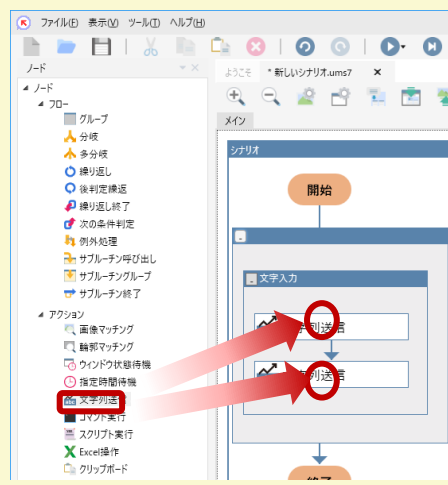 ファイル(F) 表示(V) ツール(T) ヘルプ(H)
ノード
ノード
フロー
グループ
分岐
多分岐
繰り返し
後判定繰返
繰り返し終了
次の条件判定
例外処理
サブルーチン呼び出し
サブルーチングループ
サブルーチン終了
アクション
画像マッチング
輪郭マッチング
ウィンドウ状態待機
指定時間待機
文字列送信
コマンド実行
スクリプト実行
Excel操作
クリップボード
ようこそ *新しいシナリオ.ums7
メイン
シナリオ
開始
文字入力
文字列送信
文字列送信
終了